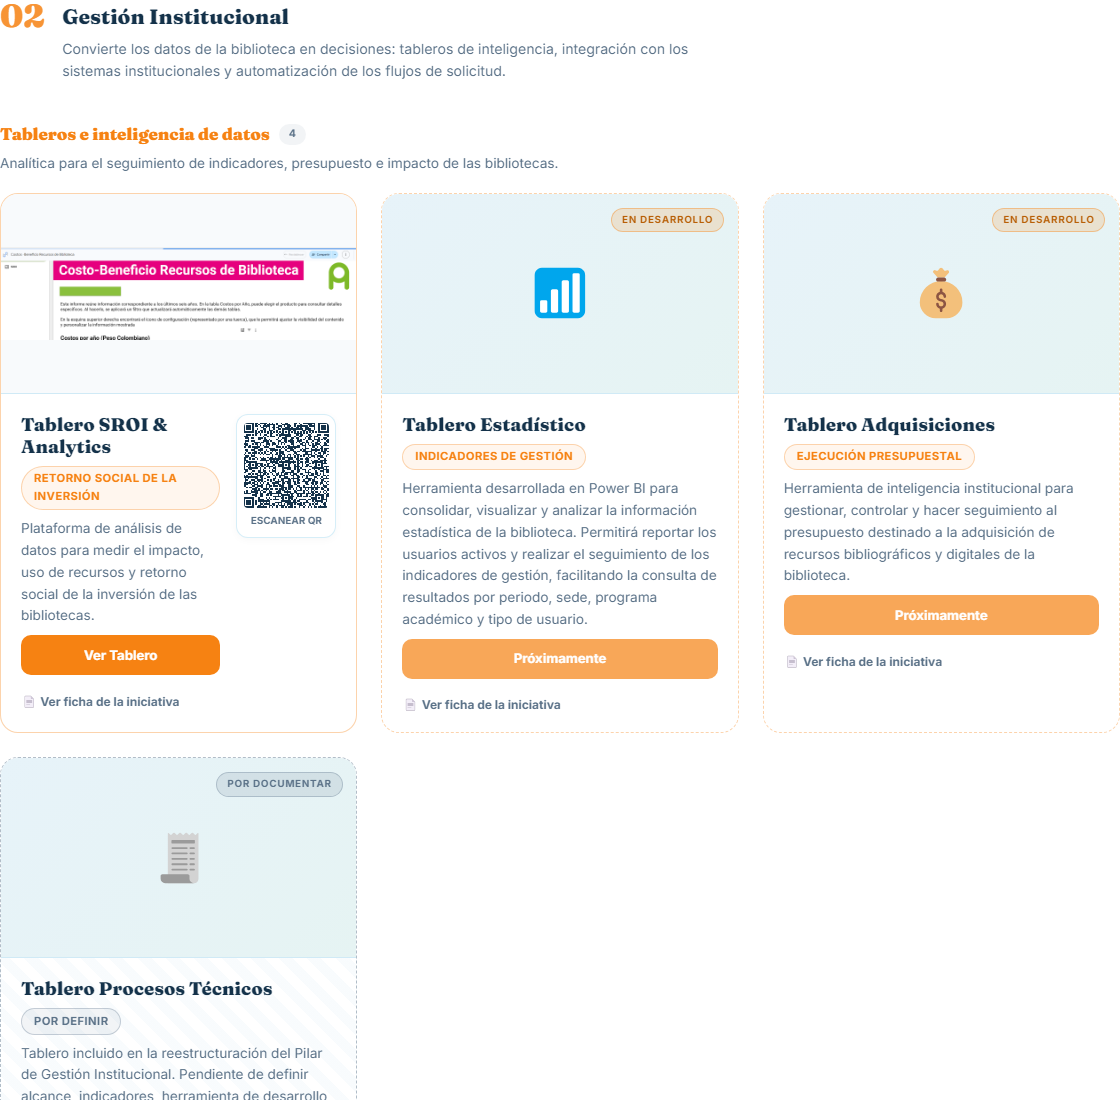 02 Gestión Institucional
Convierte los datos de la biblioteca en decisiones: tableros de inteligencia, integración con los
sistemas institucionales y automatización de los flujos de solicitud.
Tableros e inteligencia de datos 4
Analítica para el seguimiento de indicadores, presupuesto e impacto de las bibliotecas.
Costo-Beneficio Recursos de Biblioteca
Costos por año (Peso Colombiano)
Tablero SROI &
Analytics
RETORNO SOCIAL DE LA
INVERSIÓN
Plataforma de análisis de
datos para medir el impacto,
uso de recursos y retorno
social de la inversión de las
bibliotecas.
ESCANEAR QR
Ver Tablero
Ver ficha de la iniciativa
EN DESARROLLO
Tablero Estadístico
INDICADORES DE GESTIÓN
Herramienta desarrollada en Power BI para
consolidar, visualizar y analizar la información
estadística de la biblioteca. Permitirá reportar los
usuarios activos y realizar el seguimiento de los
indicadores de gestión, facilitando la consulta de
resultados por periodo, sede, programa
académico y tipo de usuario.
Próximamente
Ver ficha de la iniciativa
EN DESARROLLO
Tablero Adquisiciones
EJECUCIÓN PRESUPUESTAL
Herramienta de inteligencia institucional para
gestionar, controlar y hacer seguimiento al
presupuesto destinado a la adquisición de
recursos bibliográficos y digitales de la
biblioteca.
Próximamente
Ver ficha de la iniciativa
POR DOCUMENTAR
Tablero Procesos Técnicos
POR DEFINIR
Tablero incluido en la reestructuración del Pilar
de Gestión Institucional. Pendiente de definir
alcance, indicadores, herramienta de desarrollo